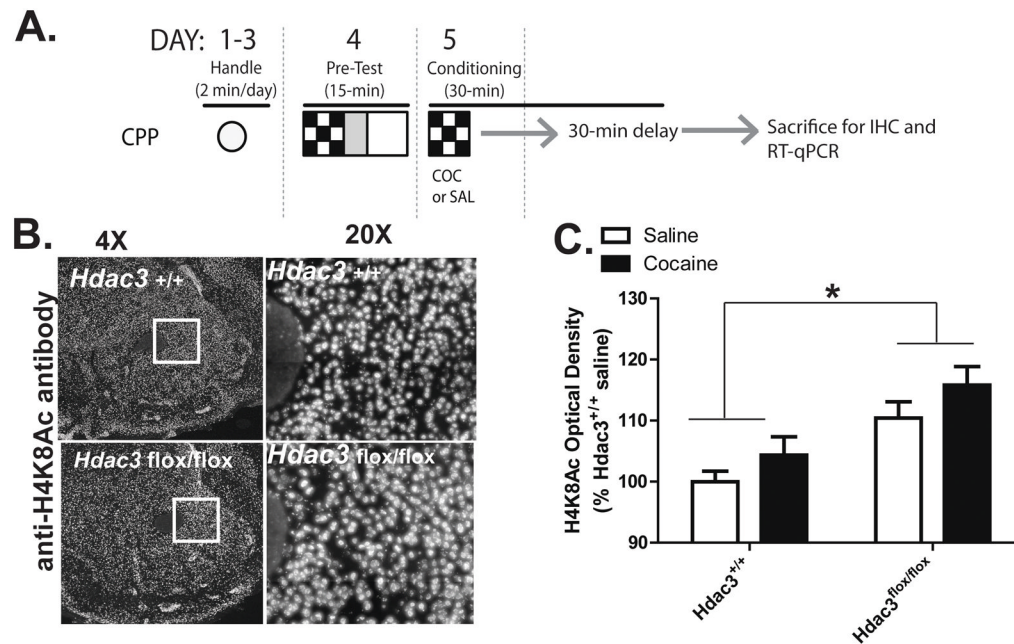 A.
DAY: 1-3 4 5
Handle
(2 min/day)
Pre-Test
(15-min)
Conditioning
(30-min)
CPP
30-min delay
Sacrifice for IHC and
RT-qPCR
COC
or SAL
B.
4X 20X
anti-H4K8Ac antibody
Hdac3 +/+
Hdac3 +/+
Hdac3 flox/flox
Hdac3 flox/flox
C.
Saline
Cocaine
H4K8Ac Optical Density
(% Hdac3+/+ saline)
130
120
110
100
90
*
Hdac3+/+
Hdac3flox/flox